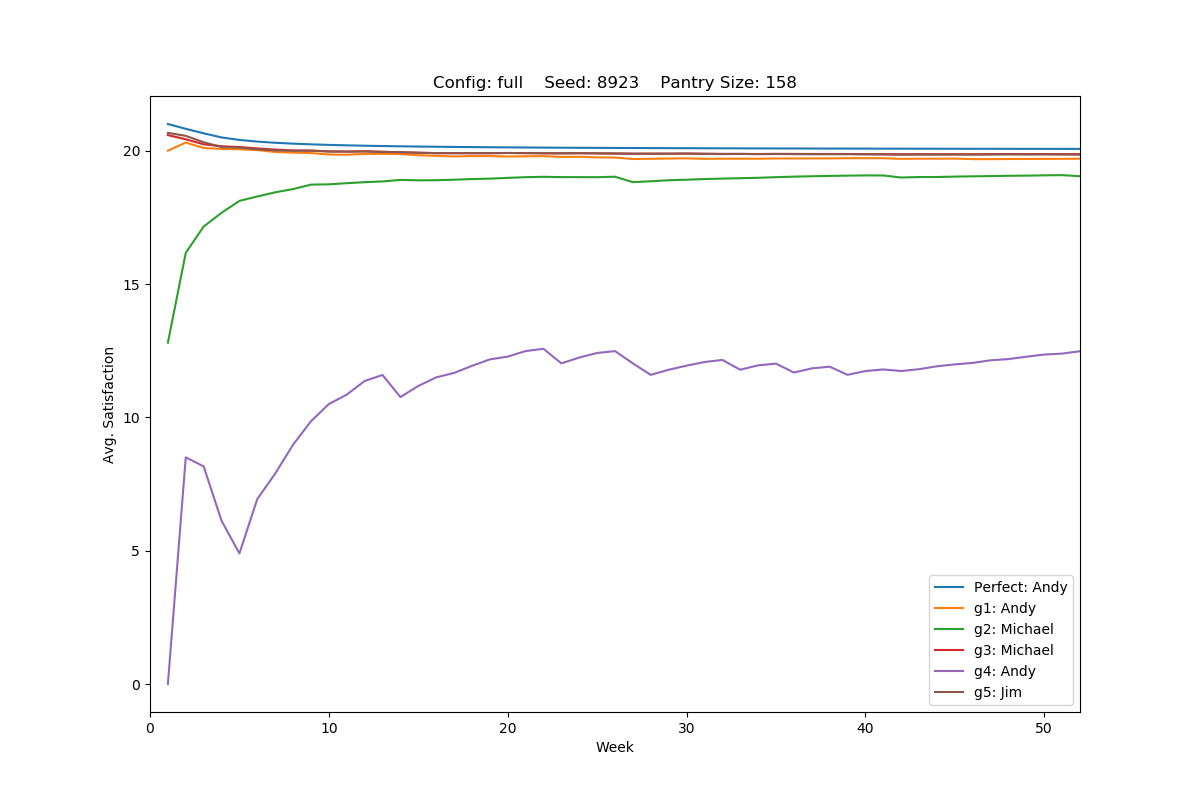 Config: full    Seed: 8923    Pantry Size: 158
Avg. Satisfaction
20
15
10
5
0
0 10 20 30 40 50
Week
Perfect: Andy
g1: Andy
g2: Michael
g3: Michael
g4: Andy
g5: Jim